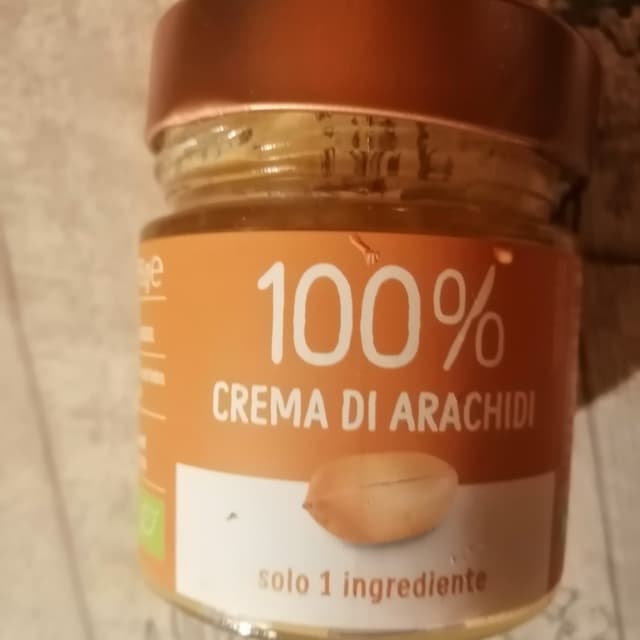 100%
CREMA DI ARACHIDI
solo 1 ingrediente